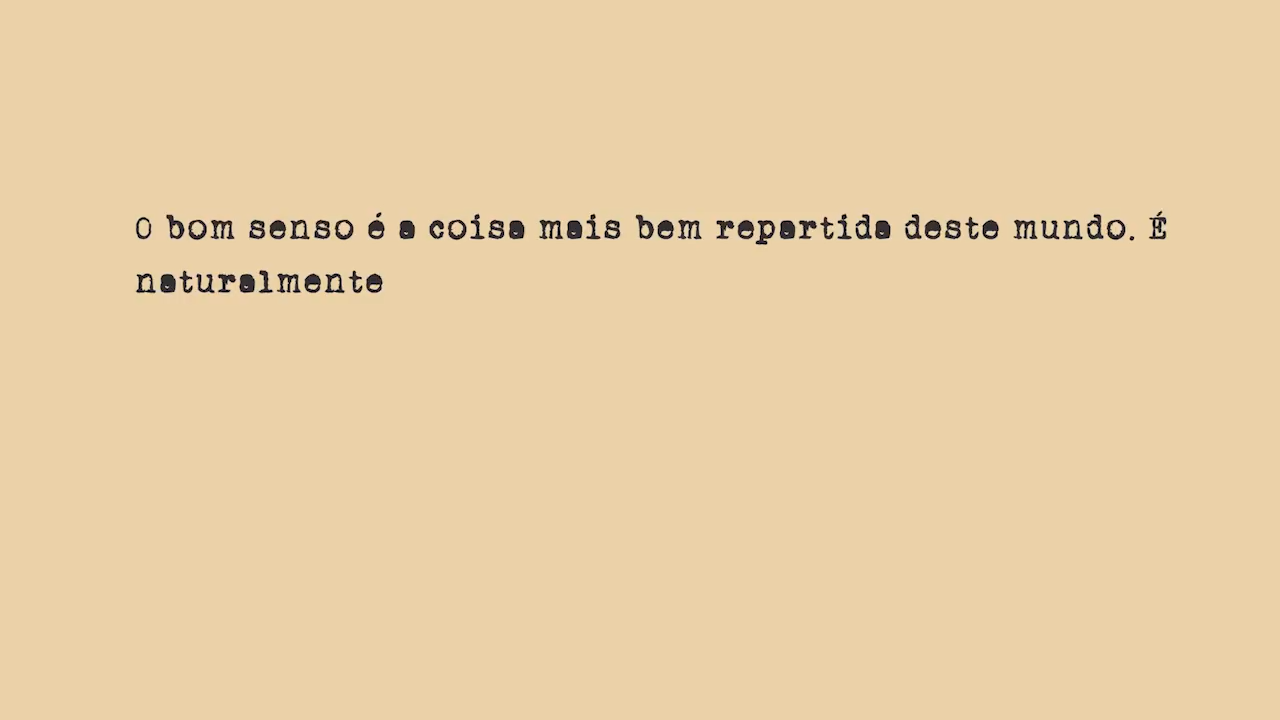 O bom senso é a coisa mais bem repartida deste mundo. É
naturalmente